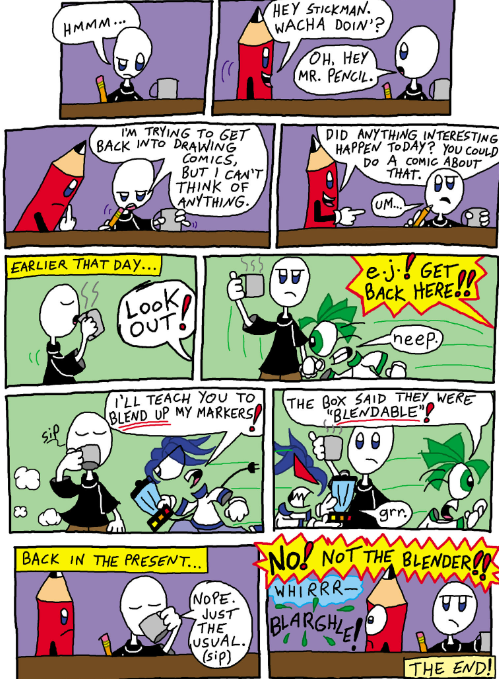 HMMM...
HEY STICKMAN.
WACHA DOIN'?
OH, HEY
MR. PENCIL.
I'M TRYING TO GET
BACK INTO DRAWING
COMICS,
BUT I CAN'T
THINK OF
ANYTHING.
DID ANYTHING INTERESTING
HAPPEN TODAY? YOU COULD
DO A COMIC ABOUT
THAT.
UM...
EARLIER THAT DAY...
LOOK
OUT!
e.j.! GET
BACK HERE!!
neep.
sip
I'LL TEACH YOU TO
BLEND UP MY MARKERS!
THE BOX SAID THEY WERE
"BLENDABLE"!
grr.
BACK IN THE PRESENT...
NOPE.
JUST
THE
USUAL.
(sip)
NO! NOT THE BLENDER!!
WHIRRR—
BLARGHLE!
THE END!